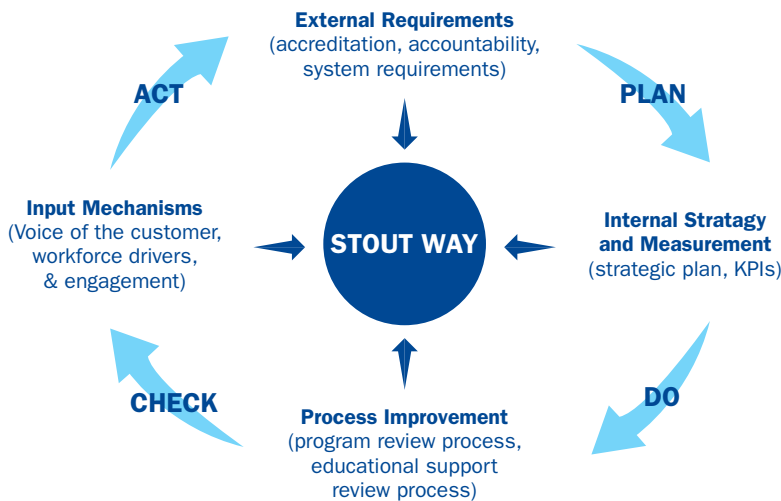 External Requirements
(accreditation, accountability,
system requirements)
ACT
PLAN
Input Mechanisms
(Voice of the customer,
workforce drivers,
& engagement)
STOUT WAY
Internal Stratagy
and Measurement
(strategic plan, KPIs)
CHECK
DO
Process Improvement
(program review process,
educational support
review process)